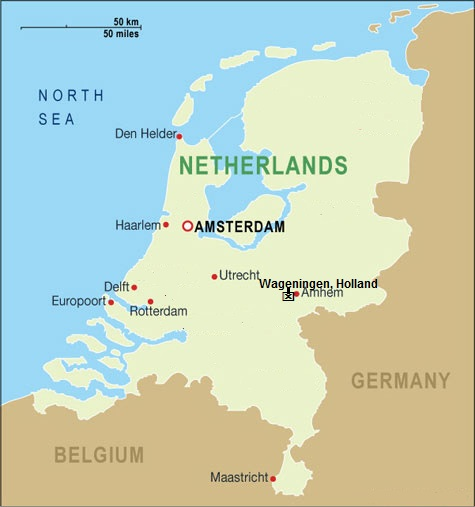 50 km
50 miles
NORTH
SEA
Den Helder
NETHERLANDS
Haarlem
AMSTERDAM
Utrecht
Wageningen, Holland
Delft
Arnhem
Europoort
Rotterdam
GERMANY
BELGIUM
Maastricht